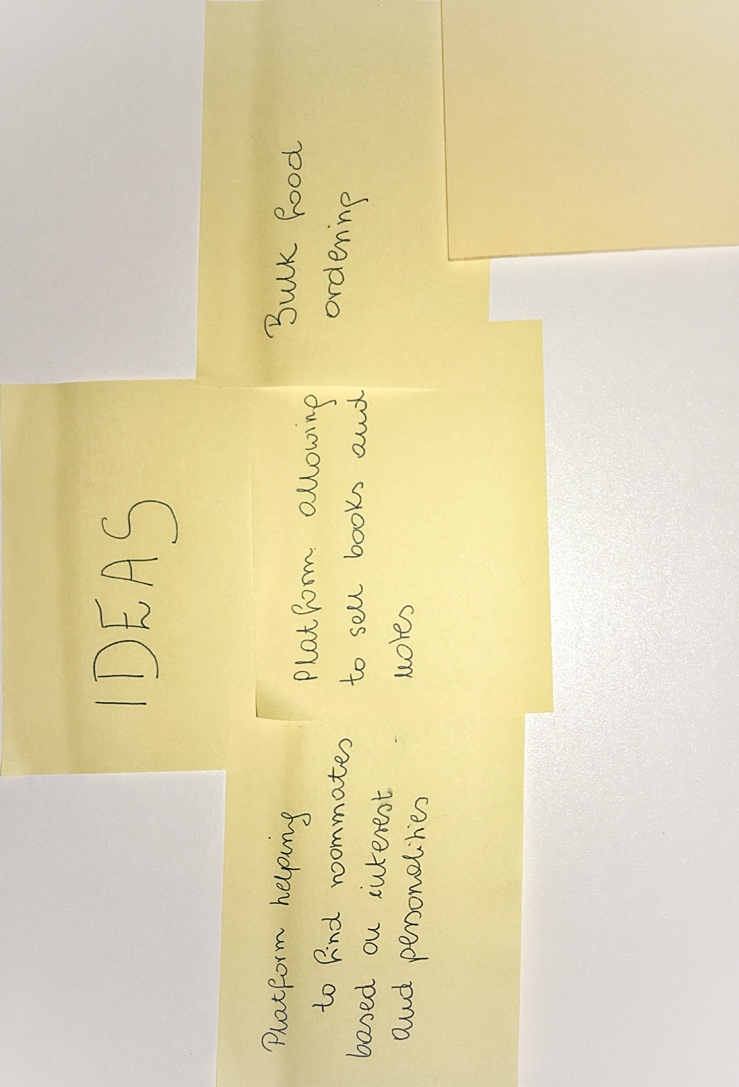 IDEAS
Platform helping
to find roommates
based on interest
and personalities
Platform allowing
to sell books and
notes
Bulk food
ordering